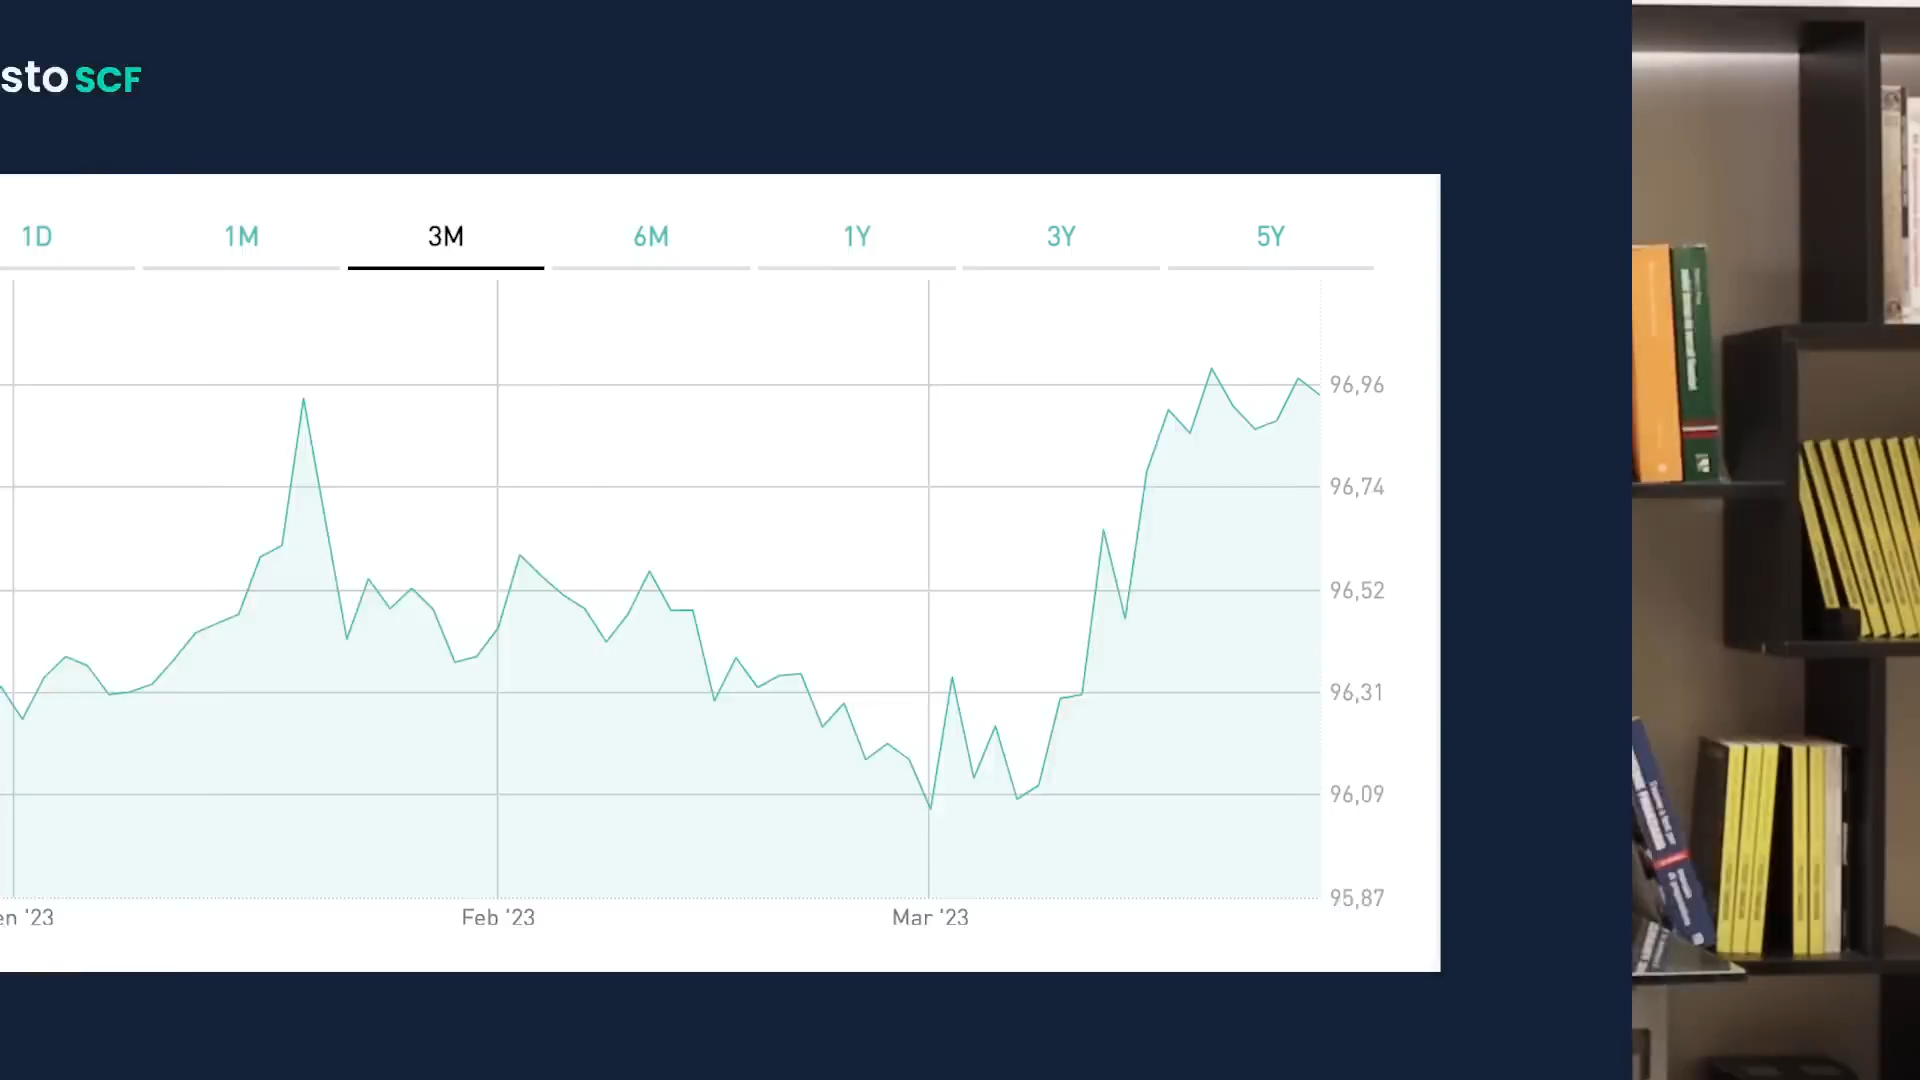 sto SCF
1D 1M 3M 6M 1Y 3Y 5Y
96,96
96,74
96,52
96,31
96,09
95,87
en '23 Feb '23 Mar '23